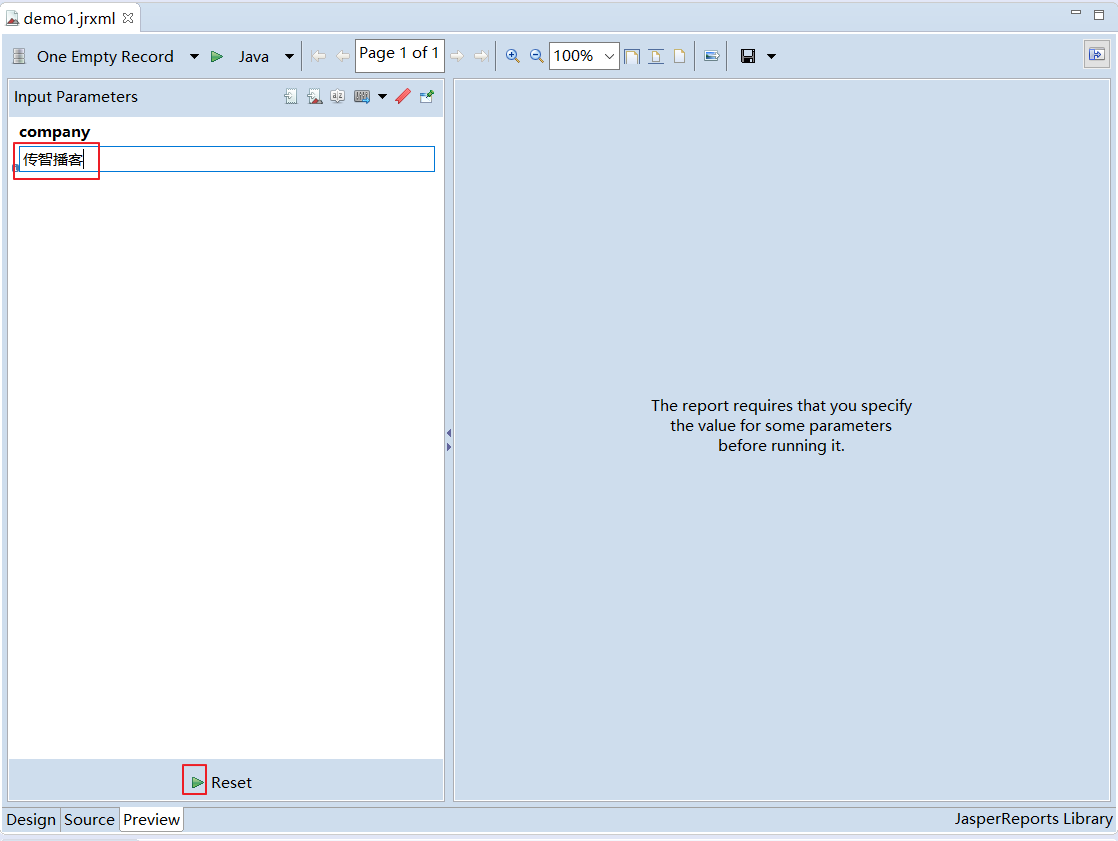 demo1.jrxml
One Empty Record Java Page 1 of 1 100%
Input Parameters
company
传智播客
The report requires that you specify
the value for some parameters
before running it.
Reset
Design Source Preview JasperReports Library